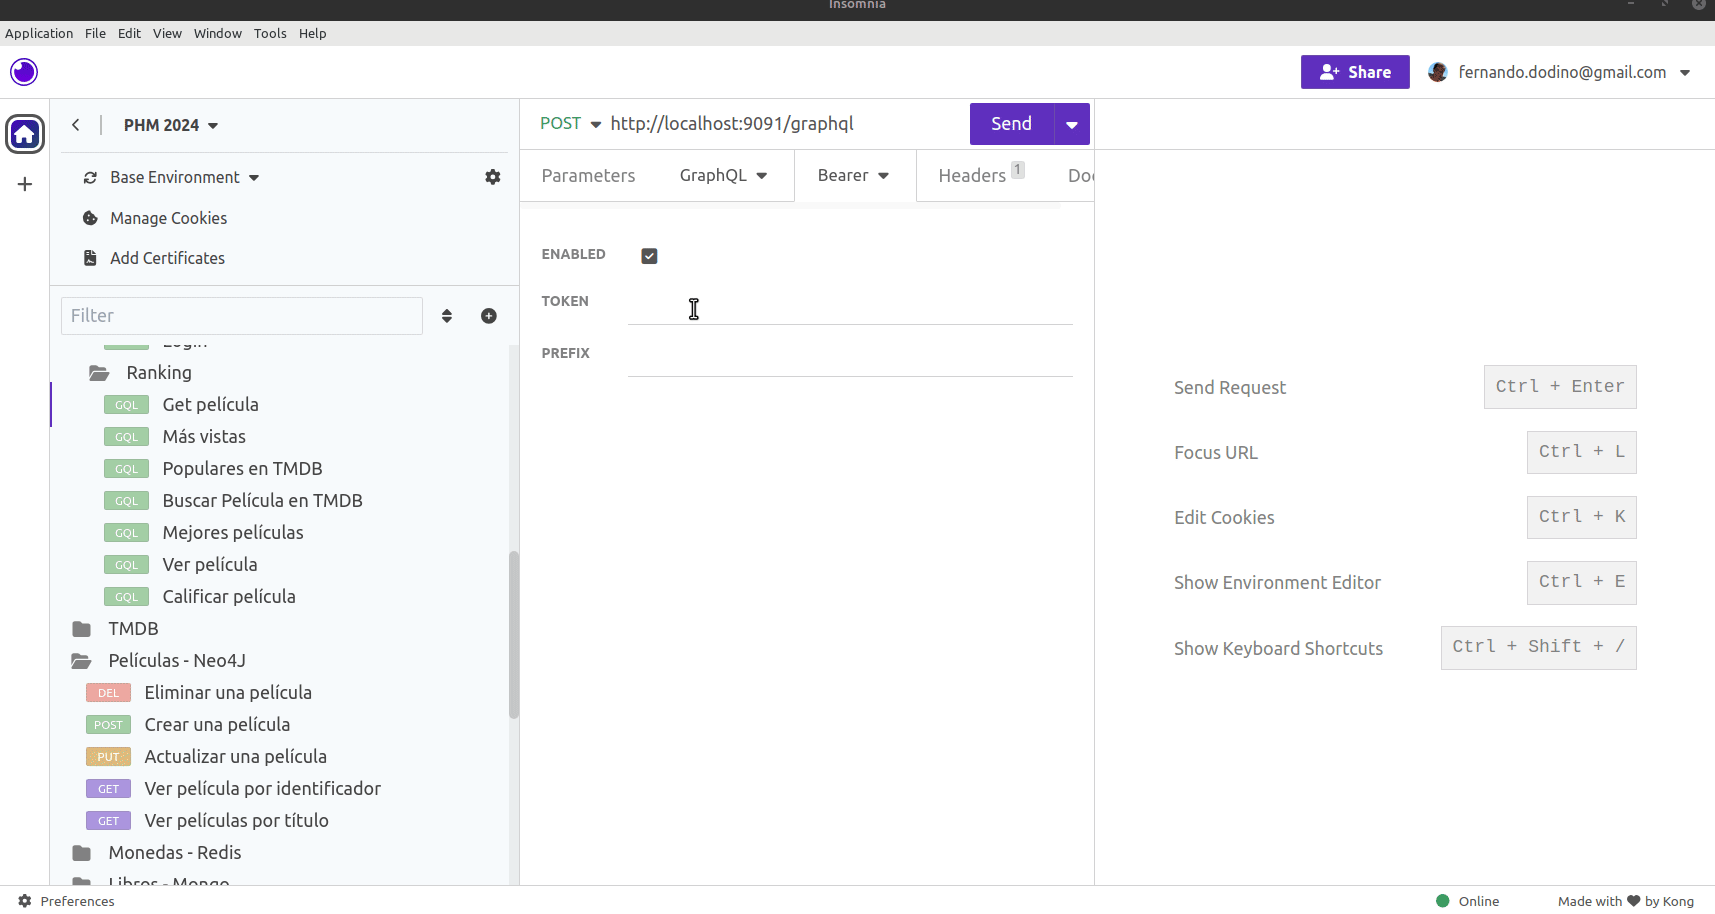 Insomnia
Application File Edit View Window Tools Help
Share
fernando.dodino@gmail.com
PHM 2024
Base Environment
Manage Cookies
Add Certificates
Filter
Login
Ranking
GQL Get película
GQL Más vistas
GQL Populares en TMDB
GQL Buscar Película en TMDB
GQL Mejores películas
GQL Ver película
GQL Calificar película
TMDB
Películas - Neo4J
DEL Eliminar una película
POST Crear una película
PUT Actualizar una película
GET Ver película por identificador
GET Ver películas por título
Monedas - Redis
Libros - Mongo
POST http://localhost:9091/graphql Send
Parameters GraphQL Bearer Headers 1 Doc
ENABLED
TOKEN
PREFIX
Send Request Ctrl + Enter
Focus URL Ctrl + L
Edit Cookies Ctrl + K
Show Environment Editor Ctrl + E
Show Keyboard Shortcuts Ctrl + Shift + /
Preferences
Online
Made with ❤ by Kong